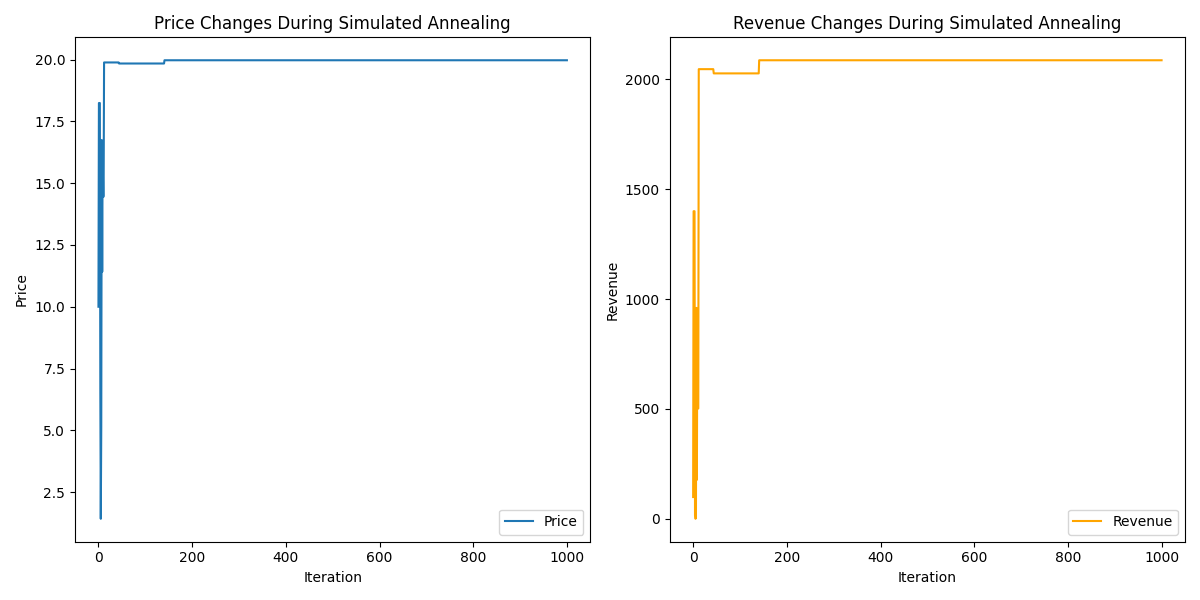 Price Changes During Simulated Annealing
20.0
17.5
15.0
12.5
10.0
7.5
5.0
2.5
Price
0 200 400 600 800 1000
Iteration
Price
Revenue Changes During Simulated Annealing
2000
1500
1000
500
0
Revenue
0 200 400 600 800 1000
Iteration
Revenue